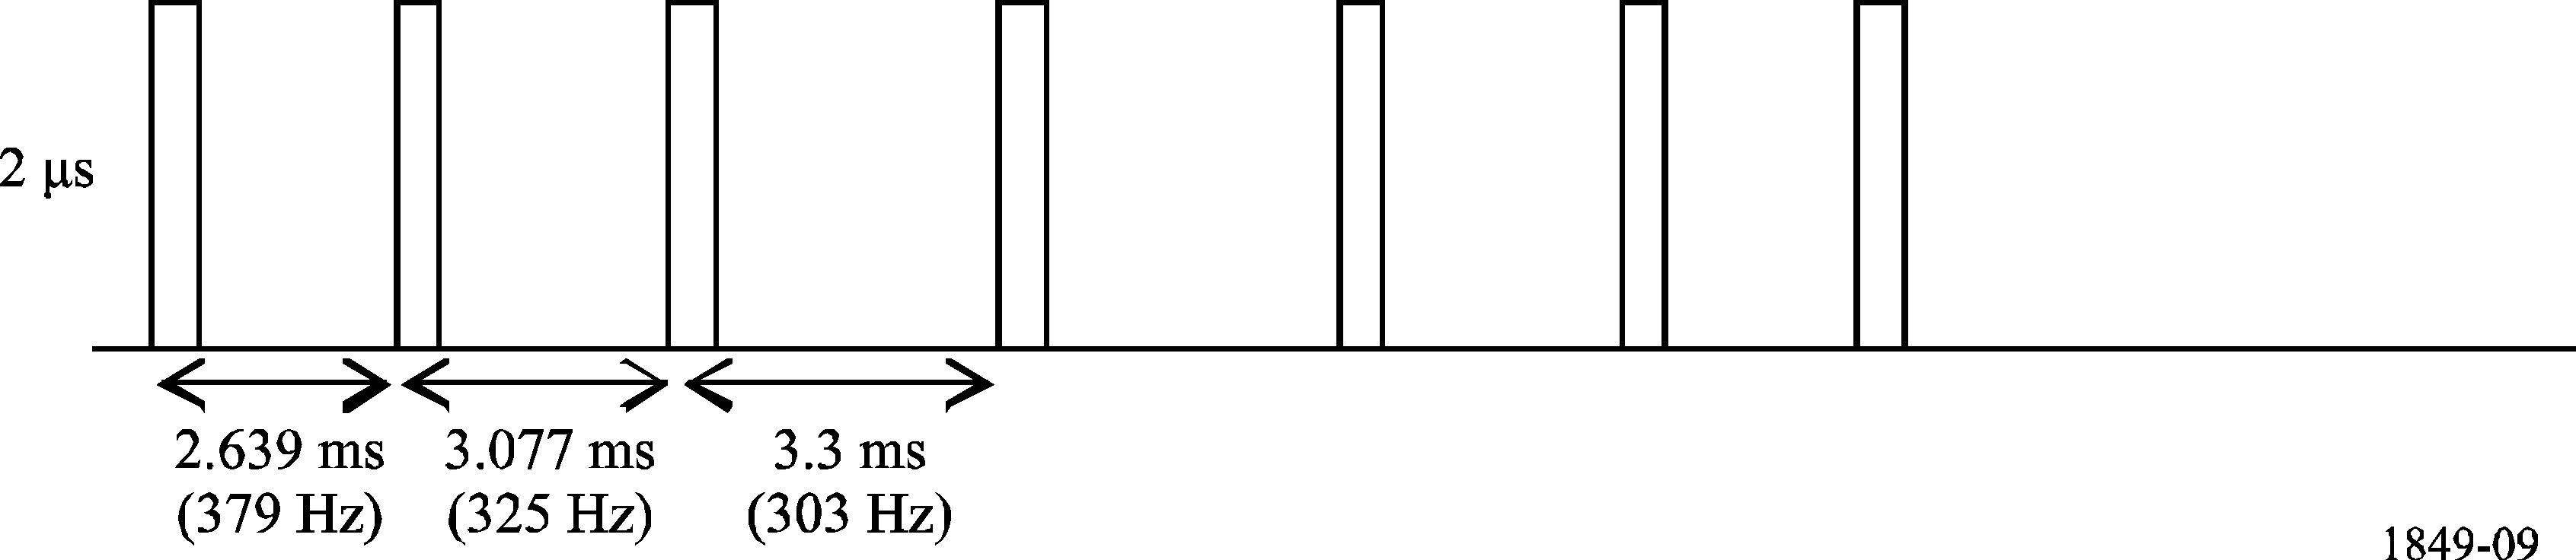 2 μs
2.639 ms
(379 Hz)
3.077 ms
(325 Hz)
3.3 ms
(303 Hz)
1849-09